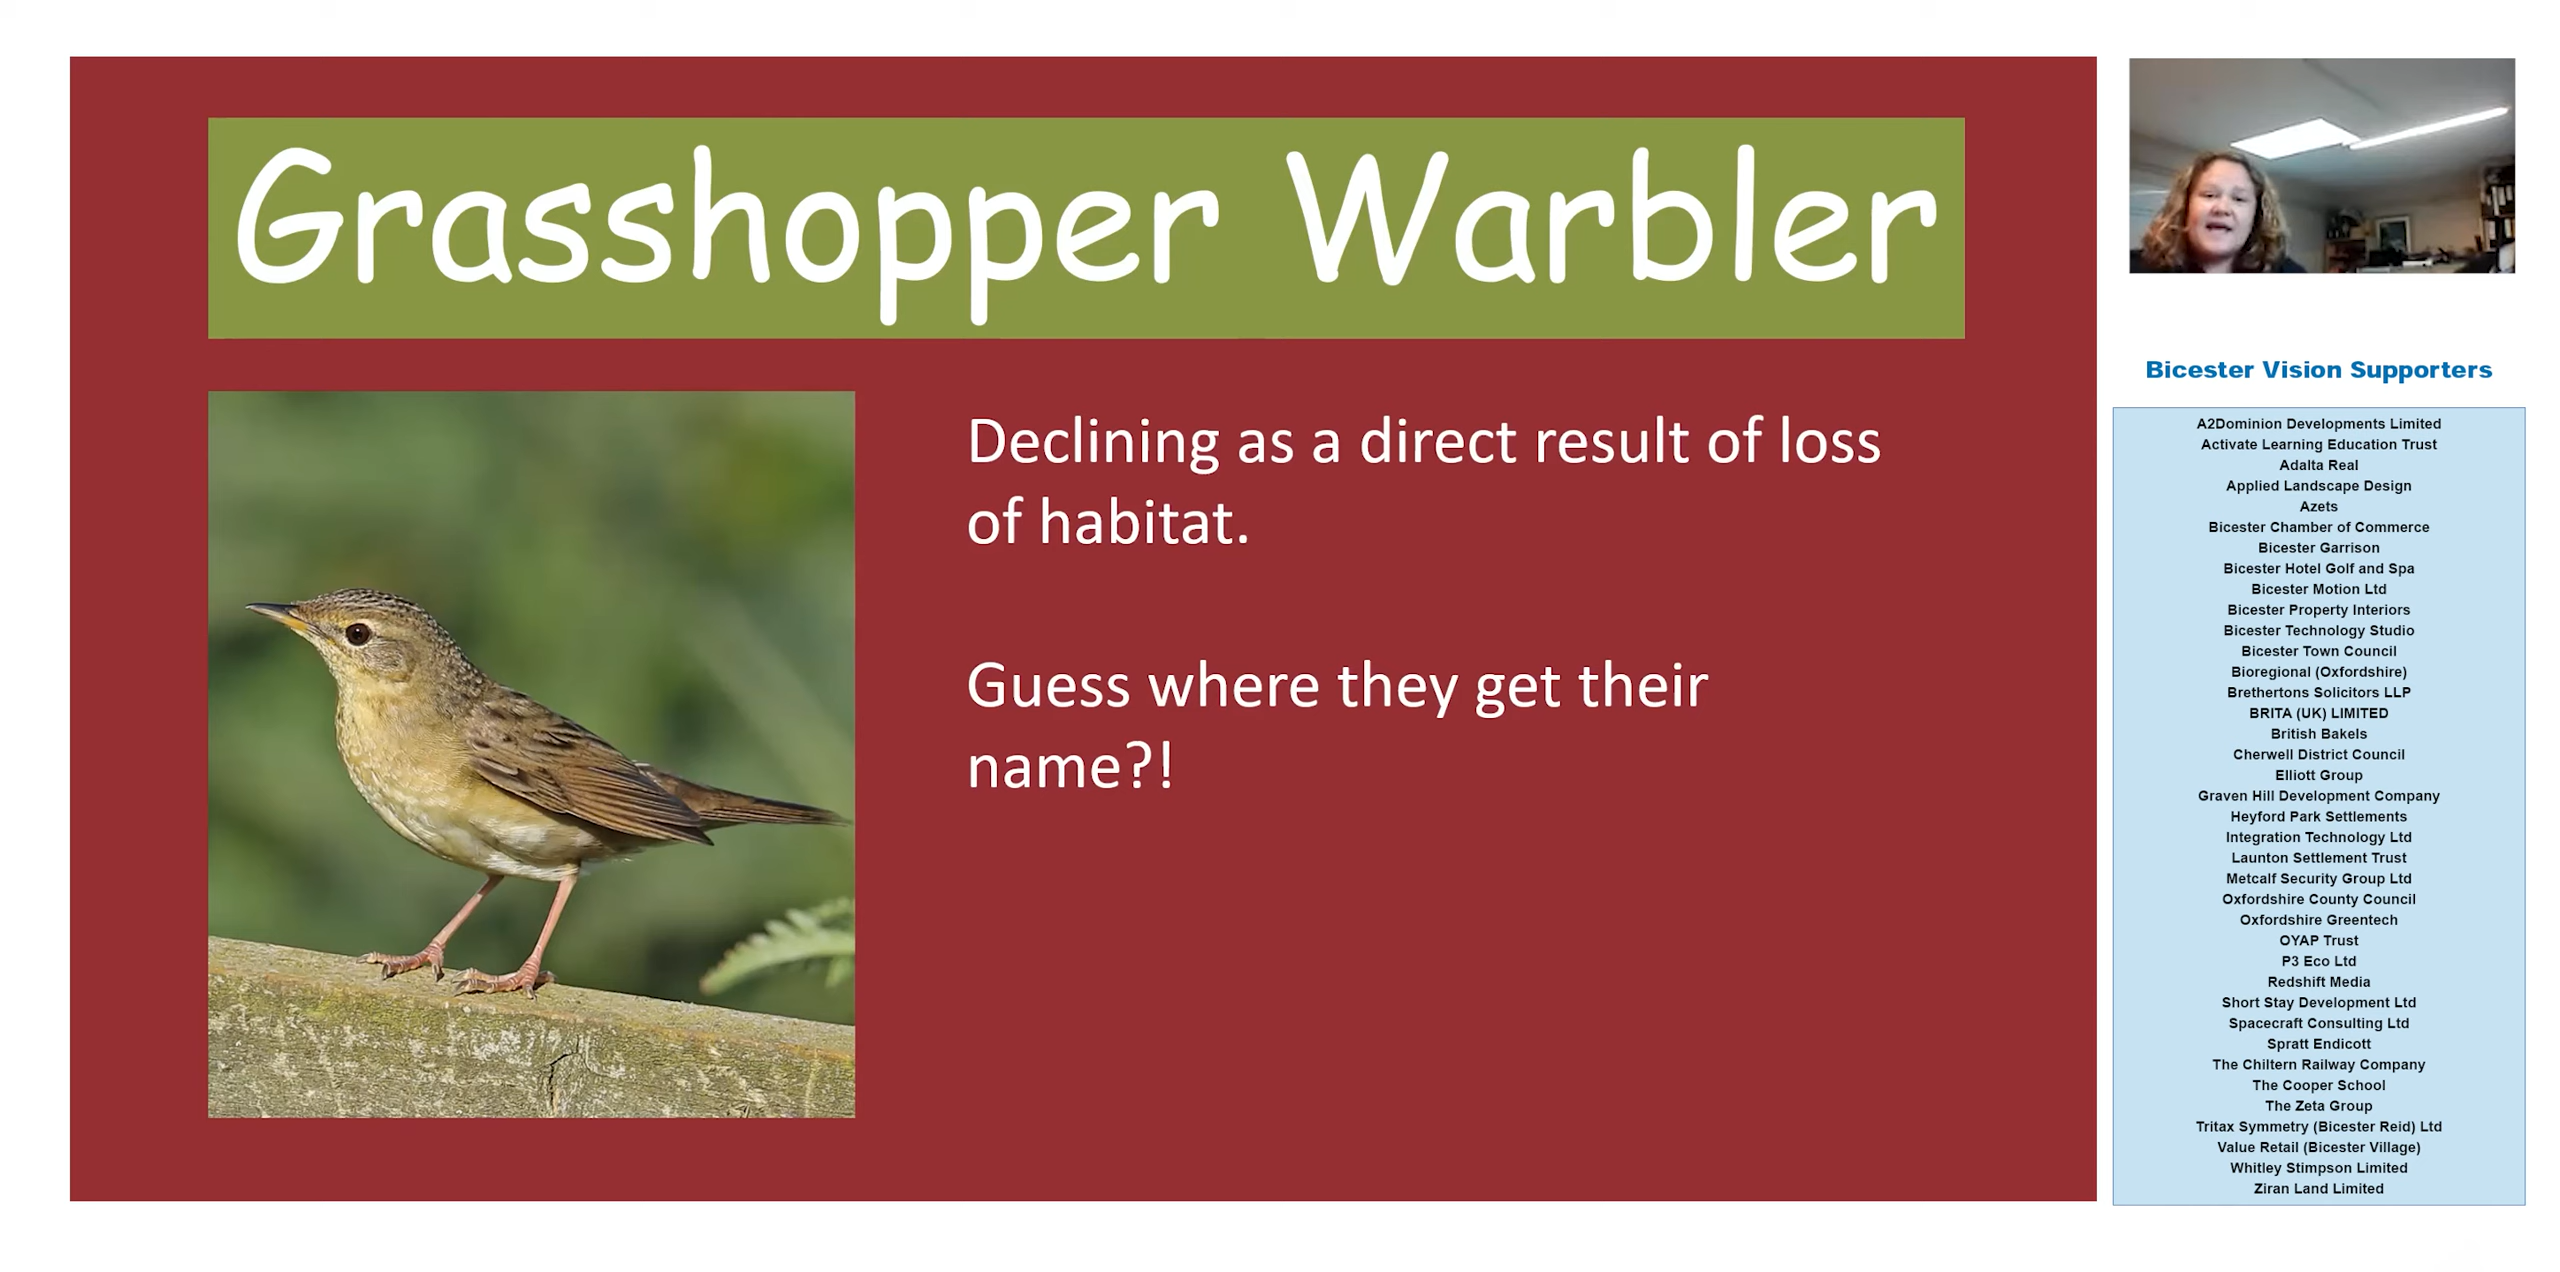 Grasshopper Warbler
Declining as a direct result of loss
of habitat.
Guess where they get their
name?!
Bicester Vision Supporters
A2Dominion Developments Limited
Activate Learning Education Trust
Adalta Real
Applied Landscape Design
Azets
Bicester Chamber of Commerce
Bicester Garrison
Bicester Hotel Golf and Spa
Bicester Motion Ltd
Bicester Property Interiors
Bicester Technology Studio
Bicester Town Council
Bioregional (Oxfordshire)
Brethertons Solicitors LLP
BRITA (UK) LIMITED
British Bakels
Cherwell District Council
Elliott Group
Graven Hill Development Company
Heyford Park Settlements
Integration Technology Ltd
Launton Settlement Trust
Metcalf Security Group Ltd
Oxfordshire County Council
Oxfordshire Greentech
OYAP Trust
P3 Eco Ltd
Redshift Media
Short Stay Development Ltd
Spacecraft Consulting Ltd
Spratt Endicott
The Chiltern Railway Company
The Cooper School
The Zeta Group
Tritax Symmetry (Bicester Reid) Ltd
Value Retail (Bicester Village)
Whitley Stimpson Limited
Ziran Land Limited